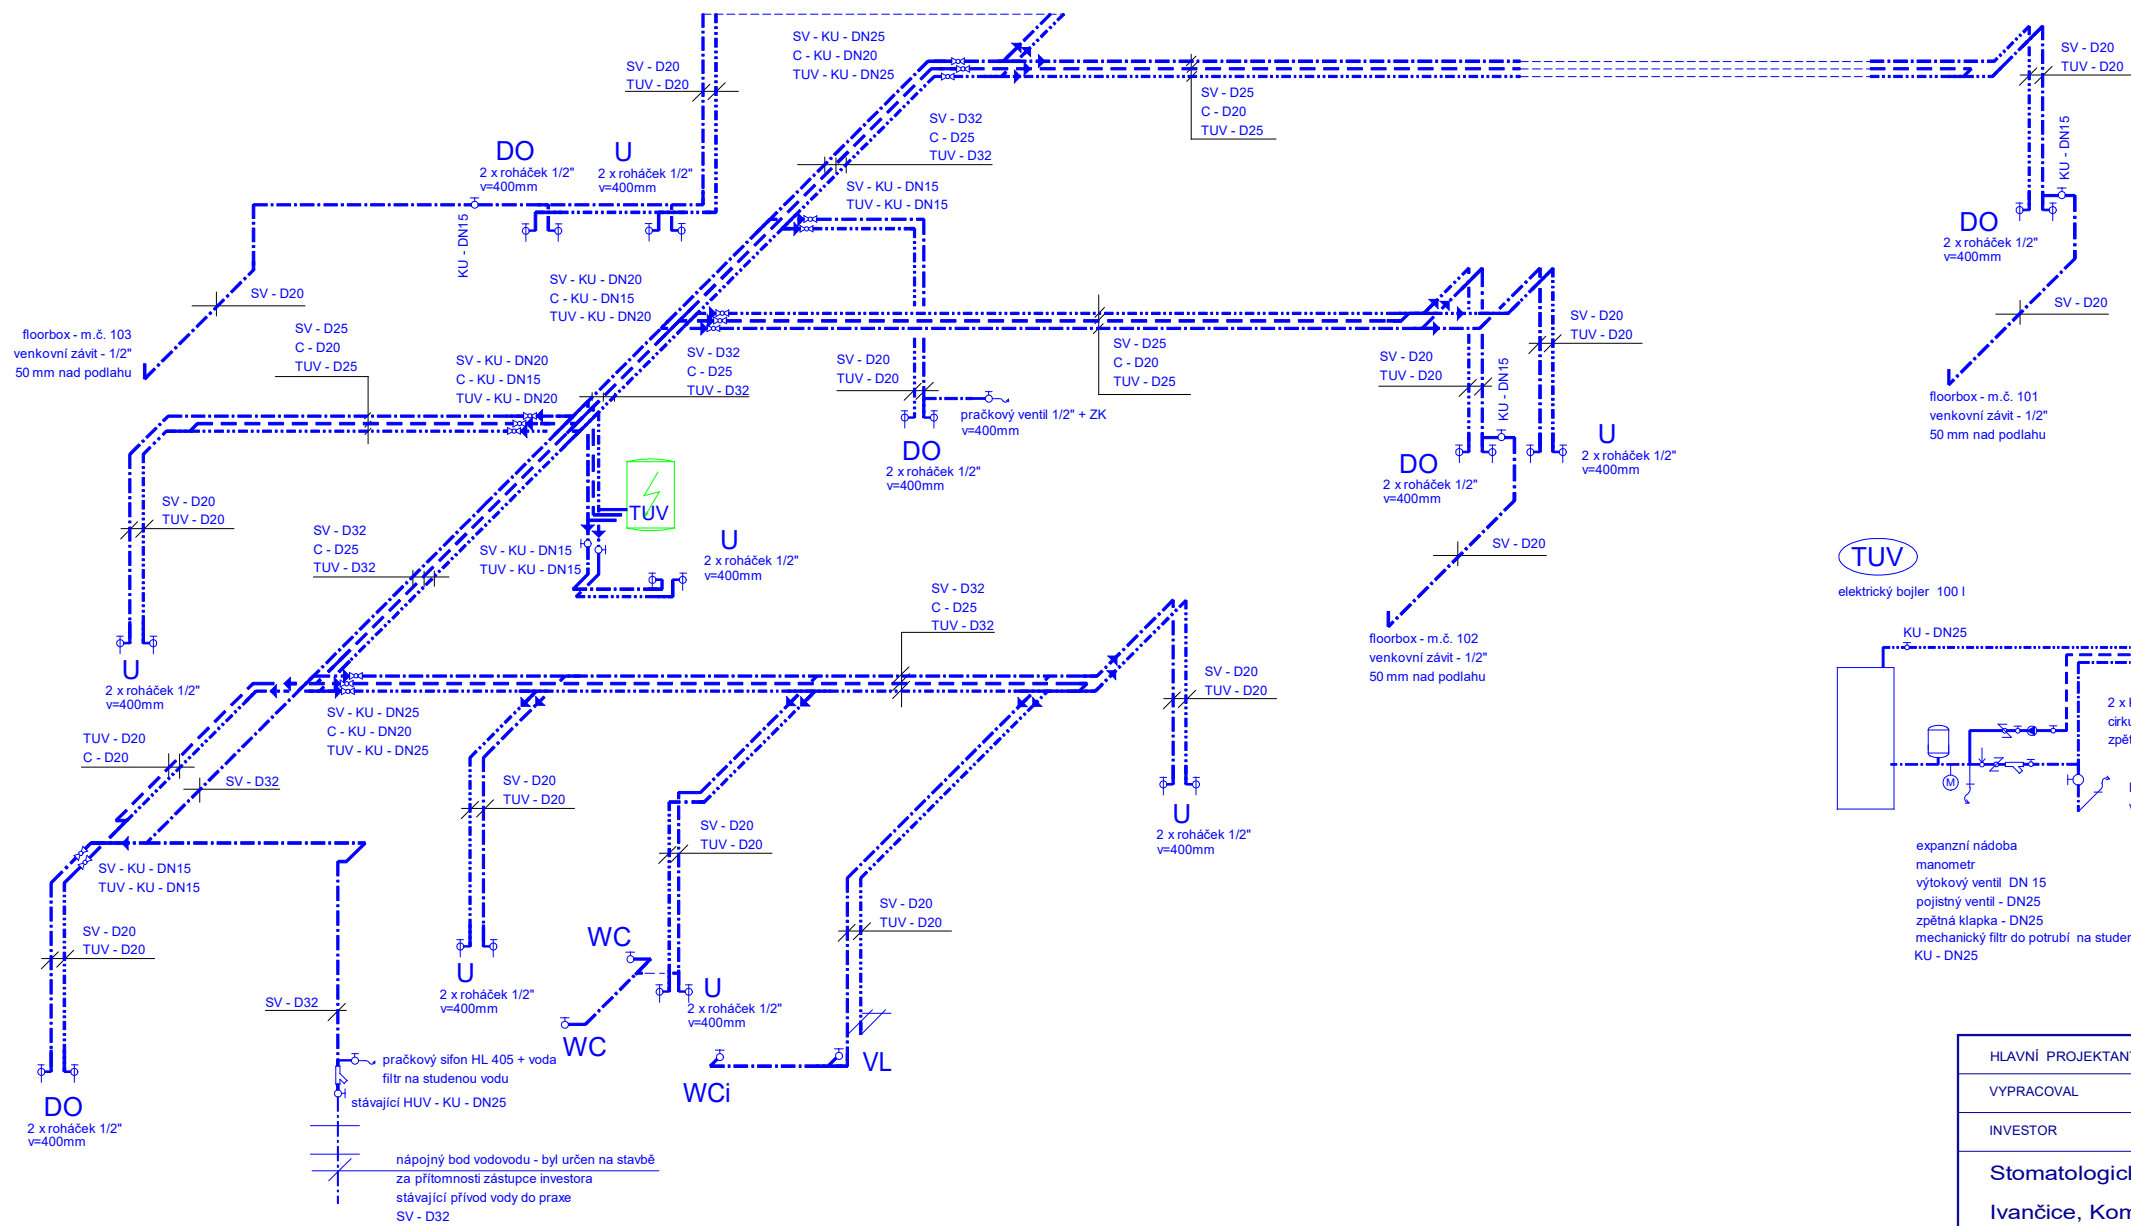 SV - KU - DN25
C - KU - DN20
TUV - KU - DN25
SV - D20
TUV - D20
SV - D20
TUV - D20
SV - D25
C - D20
TUV - D25
SV - D32
C - D25
TUV - D32
KU - DN15
DO
2 x roháček 1/2"
v=400mm
U
2 x roháček 1/2"
v=400mm
SV - KU - DN15
TUV - KU - DN15
KU - DN15
DO
2 x roháček 1/2"
v=400mm
SV - D20
SV - KU - DN20
C - KU - DN15
TUV - KU - DN20
SV - D20
floorbox - m.č. 103
venkovní závit - 1/2"
50 mm nad podlahu
SV - D25
C - D20
TUV - D25
SV - KU - DN20
C - KU - DN15
TUV - KU - DN20
SV - D32
C - D25
TUV - D32
SV - D20
TUV - D20
SV - D25
C - D20
TUV - D25
SV - D20
TUV - D20
SV - D20
TUV - D20
KU - DN15
floorbox - m.č. 101
venkovní závit - 1/2"
50 mm nad podlahu
pračkový ventil 1/2" + ZK
v=400mm
DO
2 x roháček 1/2"
v=400mm
DO
2 x roháček 1/2"
v=400mm
U
2 x roháček 1/2"
v=400mm
SV - D20
TUV - D20
TUV
SV - D32
C - D25
TUV - D32
SV - KU - DN15
TUV - KU - DN15
U
2 x roháček 1/2"
v=400mm
SV - D20
TUV
elektrický bojler 100 l
SV - D32
C - D25
TUV - D32
floorbox - m.č. 102
venkovní závit - 1/2"
50 mm nad podlahu
KU - DN25
U
2 x roháček 1/2"
v=400mm
SV - D20
TUV - D20
SV - KU - DN25
C - KU - DN20
TUV - KU - DN25
2 x
cirku
zpět
TUV - D20
C - D20
SV - D32
SV - D20
TUV - D20
M
U
2 x roháček 1/2"
v=400mm
SV - D20
TUV - D20
SV - KU - DN15
TUV - KU - DN15
expanzní nádoba
manometr
výtokový ventil DN 15
pojistný ventil - DN25
zpětná klapka - DN25
mechanický filtr do potrubí na studen
KU - DN25
SV - D20
TUV - D20
SV - D20
TUV - D20
WC
U
2 x roháček 1/2"
v=400mm
U
2 x roháček 1/2"
v=400mm
SV - D32
WC
VL
WCi
pračkový sifon HL 405 + voda
filtr na studenou vodu
stávající HUV - KU - DN25
DO
2 x roháček 1/2"
v=400mm
nápojný bod vodovodu - byl určen na stavbě
za přítomnosti zástupce investora
stávající přívod vody do praxe
SV - D32
HLAVNÍ PROJEKTANT
VYPRACOVAL
INVESTOR
Stomatologick
Ivančice, Kom